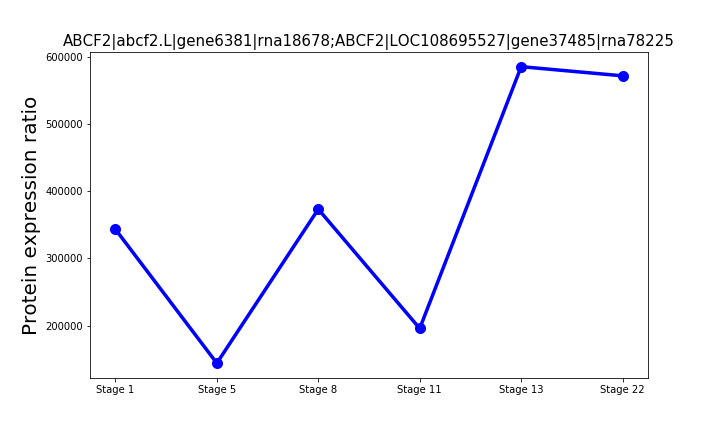 ABCF2|abcf2.L|gene6381|rna18678;ABCF2|LOC108695527|gene37485|rna78225
Protein expression ratio
600000
500000
400000
300000
200000
Stage 1 Stage 5 Stage 8 Stage 11 Stage 13 Stage 22